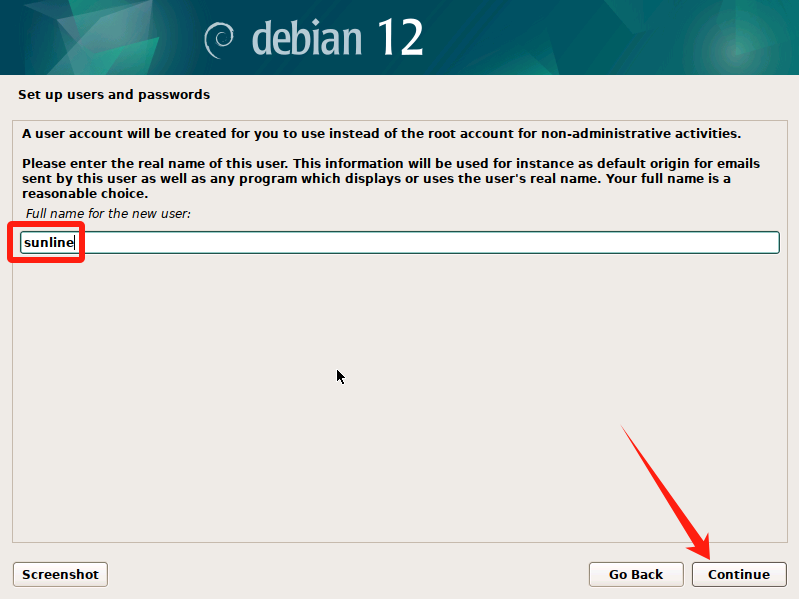 debian 12
Set up users and passwords
A user account will be created for you to use instead of the root account for non-administrative activities.
Please enter the real name of this user. This information will be used for instance as default origin for emails
sent by this user as well as any program which displays or uses the user's real name. Your full name is a
reasonable choice.
Full name for the new user:
sunline
Screenshot
Go Back
Continue